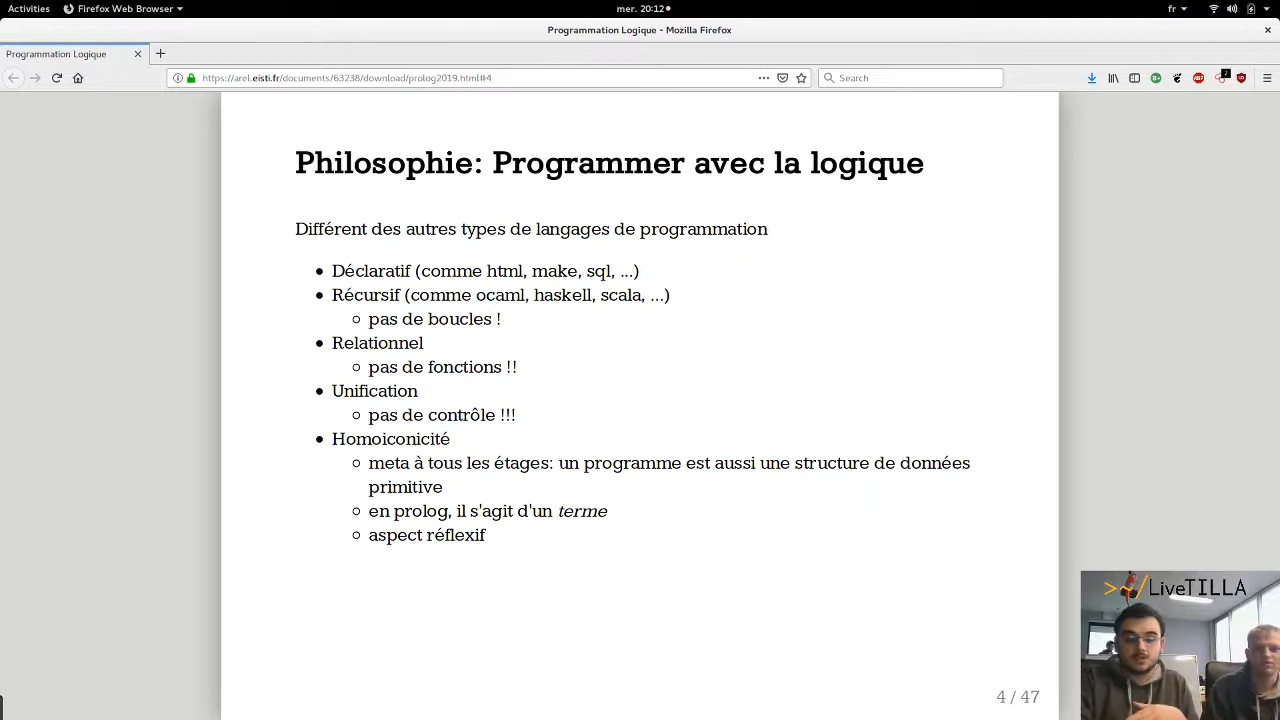 Activities Firefox Web Browser mer. 20:12 fr
Programmation Logique - Mozilla Firefox
Programmation Logique
https://arel.eisti.fr/documents/63238/download/prolog2019.html#4 Search 2
Philosophie: Programmer avec la logique
Différent des autres types de langages de programmation
• Déclaratif (comme html, make, sql, ...)
• Récursif (comme ocaml, haskell, scala, ...)
○ pas de boucles !
• Relationnel
○ pas de fonctions !!
• Unification
○ pas de contrôle !!!
• Homoiconicité
○ meta à tous les étages: un programme est aussi une structure de données
primitive
○ en prolog, il s'agit d'un terme
○ aspect réflexif
>_/LiveTILLA
4 / 47